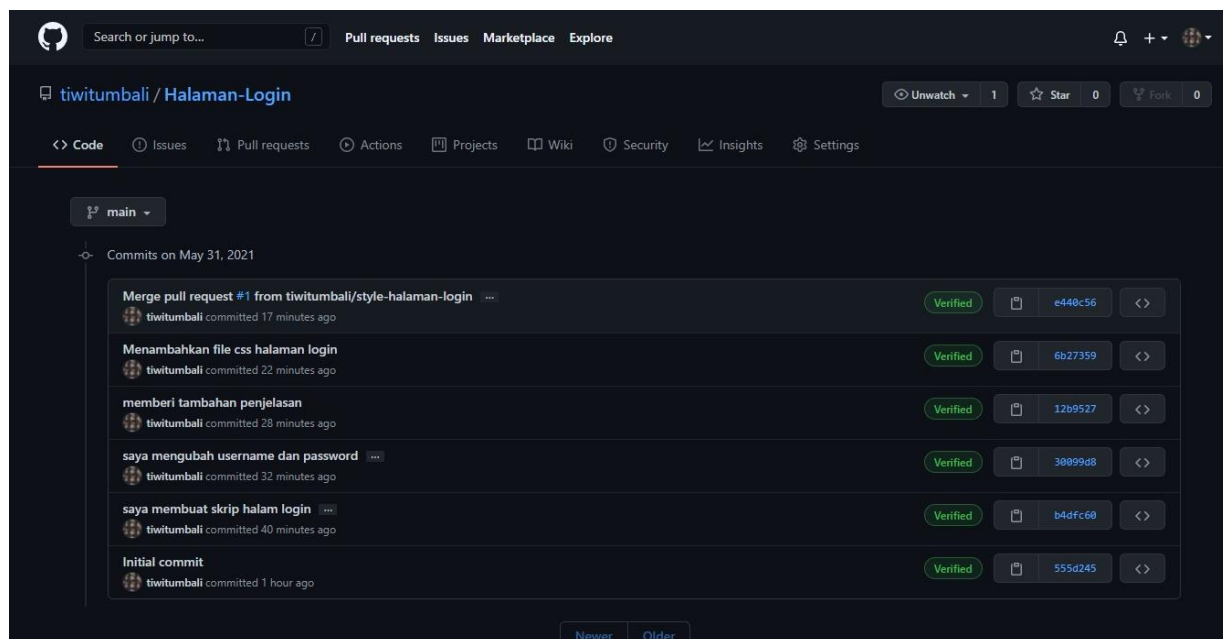 Search or jump to... / Pull requests Issues Marketplace Explore
tiwitumbali / Halaman-Login Unwatch 1 Star 0 Fork 0
<> Code Issues Pull requests Actions Projects Wiki Security Insights Settings
main
Commits on May 31, 2021
Merge pull request #1 from tiwitumbali/style-halaman-login ... Verified e440c56
tiwitumbali committed 17 minutes ago
Menambahkan file css halaman login Verified 6b27359
tiwitumbali committed 22 minutes ago
memberi tambahan penjelasan Verified 12b9527
tiwitumbali committed 28 minutes ago
saya mengubah username dan password ... Verified 30099d8
tiwitumbali committed 32 minutes ago
saya membuat skrip halam login ... Verified b4dfc60
tiwitumbali committed 40 minutes ago
Initial commit Verified 555d245
tiwitumbali committed 1 hour ago
Newer Older